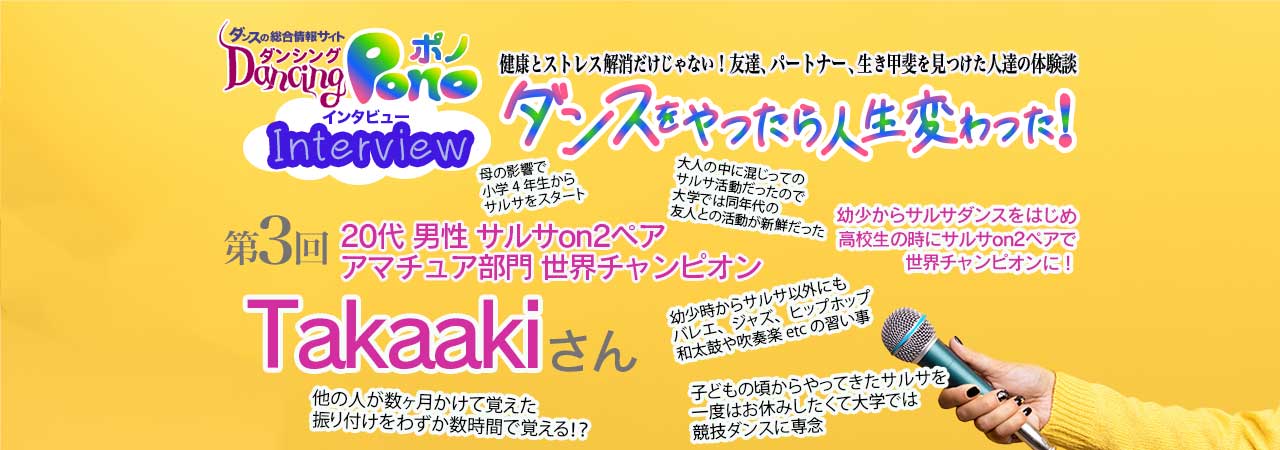 ダンスの総合情報サイト
ダンシング
Dancing
ポノ
Pono
インタビュー
Interview
健康とストレス解消だけじゃない！友達、パートナー、生き甲斐を見つけた人達の体験談
ダンスをやったら人生変わった！
母の影響で
小学4年生から
サルサをスタート
大人の中に混じっての
サルサ活動だったので
大学では同年代の
友人との活動が新鮮だった
幼少からサルサダンスをはじめ
高校生の時にサルサon2ペアで
世界チャンピオンに！
第3回
20代 男性 サルサon2ペア
アマチュア部門 世界チャンピオン
Takaakiさん
幼少時からサルサ以外にも
バレエ、ジャズ、ヒップホップ
和太鼓や吹奏楽 etc の習い事
他の人が数ヶ月かけて覚えた
振り付けをわずか数時間で覚える！？
子どもの頃からやってきたサルサを
一度はお休みしたくて大学では
競技ダンスに専念